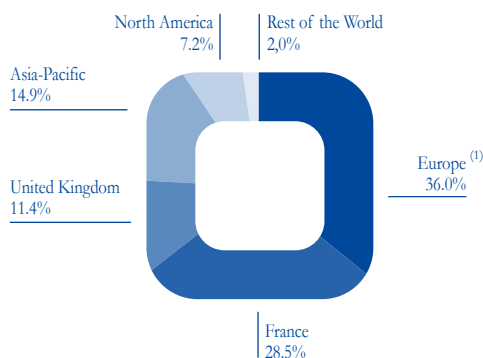 North America
7.2%
Rest of the World
2,0%
Asia-Pacific
14.9%
Europe (1)
36.0%
United Kingdom
11.4%
France
28.5%